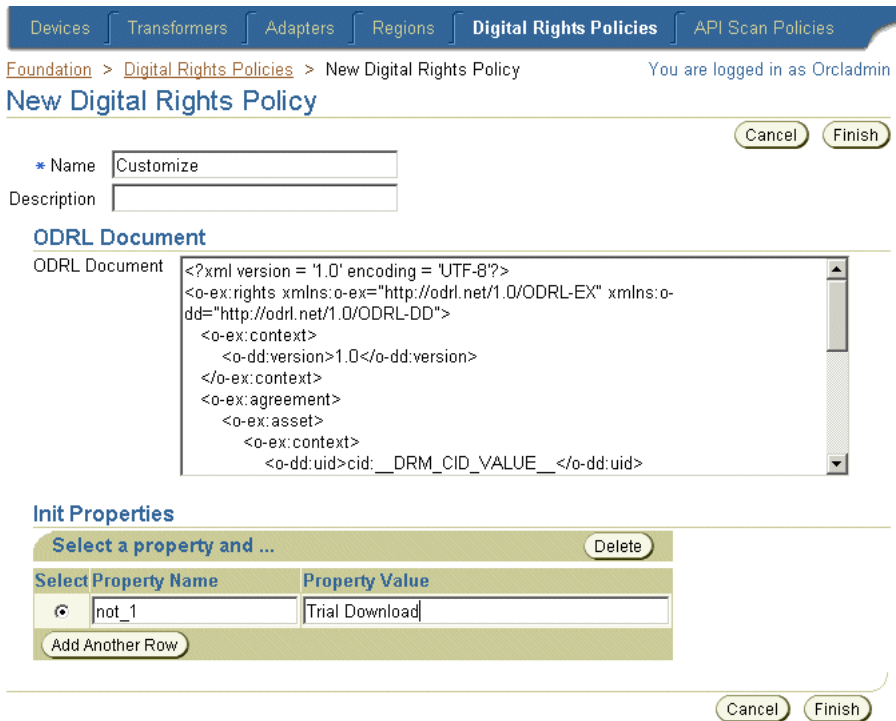 Devices Transformers Adapters Regions Digital Rights Policies API Scan Policies
Foundation > Digital Rights Policies > New Digital Rights Policy You are logged in as Orcladmin
New Digital Rights Policy
Cancel Finish
* Name Customize
Description
ODRL Document
ODRL Document
<?xml version = '1.0' encoding = 'UTF-8'?>
<o-ex:rights xmlns:o-ex="http://odrl.net/1.0/ODRL-EX" xmlns:o-
dd="http://odrl.net/1.0/ODRL-DD">
<o-ex:context>
<o-dd:version>1.0</o-dd:version>
</o-ex:context>
<o-ex:agreement>
<o-ex:asset>
<o-ex:context>
<o-dd:uid>cid:__DRM_CID_VALUE__</o-dd:uid>
Init Properties
Select a property and ... Delete
Select Property Name Property Value
not_1 Trial Download
Add Another Row
Cancel Finish